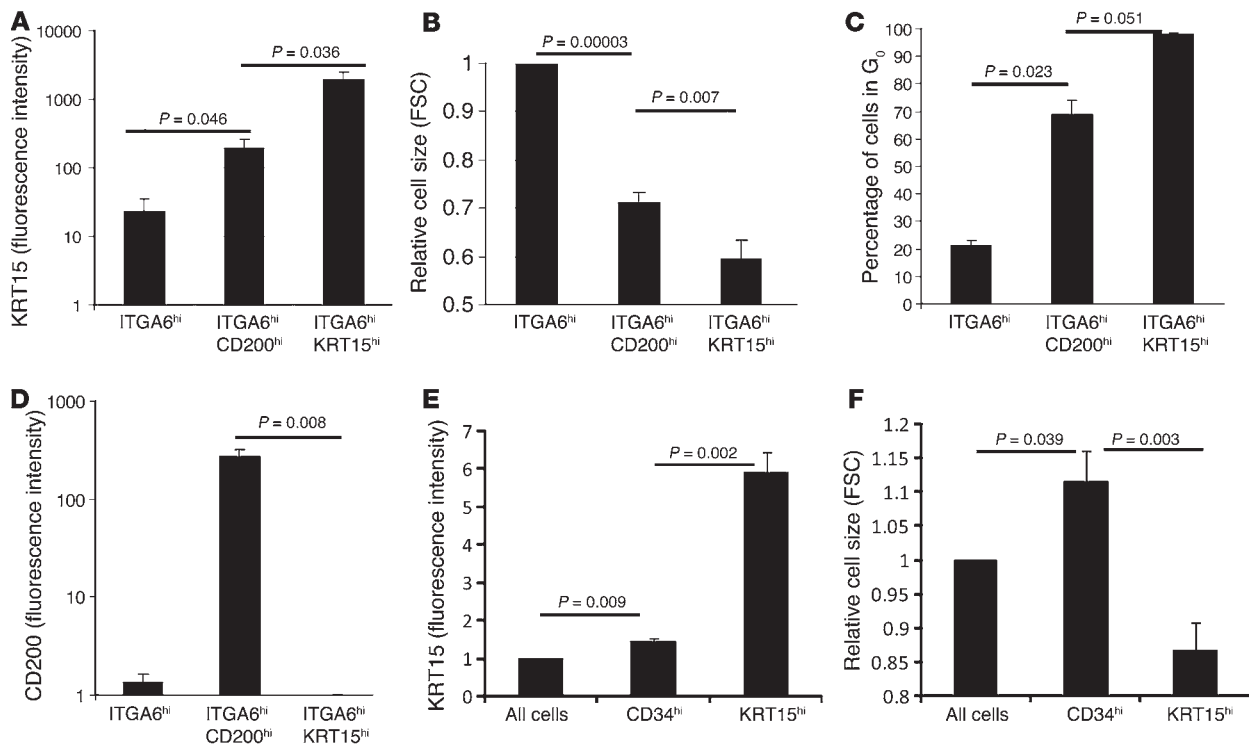 A
KRT15 (fluorescence intensity)
10000
1000
100
10
1
P = 0.046
P = 0.036
ITGA6hi
ITGA6hi
CD200hi
ITGA6hi
KRT15hi
B
Relative cell size (FSC)
1
0.9
0.8
0.7
0.6
0.5
P = 0.00003
P = 0.007
ITGA6hi
ITGA6hi
CD200hi
ITGA6hi
KRT15hi
C
Percentage of cells in G0
100
90
80
70
60
50
40
30
20
10
0
P = 0.023
P = 0.051
ITGA6hi
ITGA6hi
CD200hi
ITGA6hi
KRT15hi
D
CD200 (fluorescence intensity)
1000
100
10
1
P = 0.008
ITGA6hi
ITGA6hi
CD200hi
ITGA6hi
KRT15hi
E
KRT15 (fluorescence intensity)
7
6
5
4
3
2
1
0
P = 0.009
P = 0.002
All cells
CD34hi
KRT15hi
F
Relative cell size (FSC)
1.2
1.15
1.1
1.05
1
0.95
0.9
0.85
0.8
P = 0.039
P = 0.003
All cells
CD34hi
KRT15hi